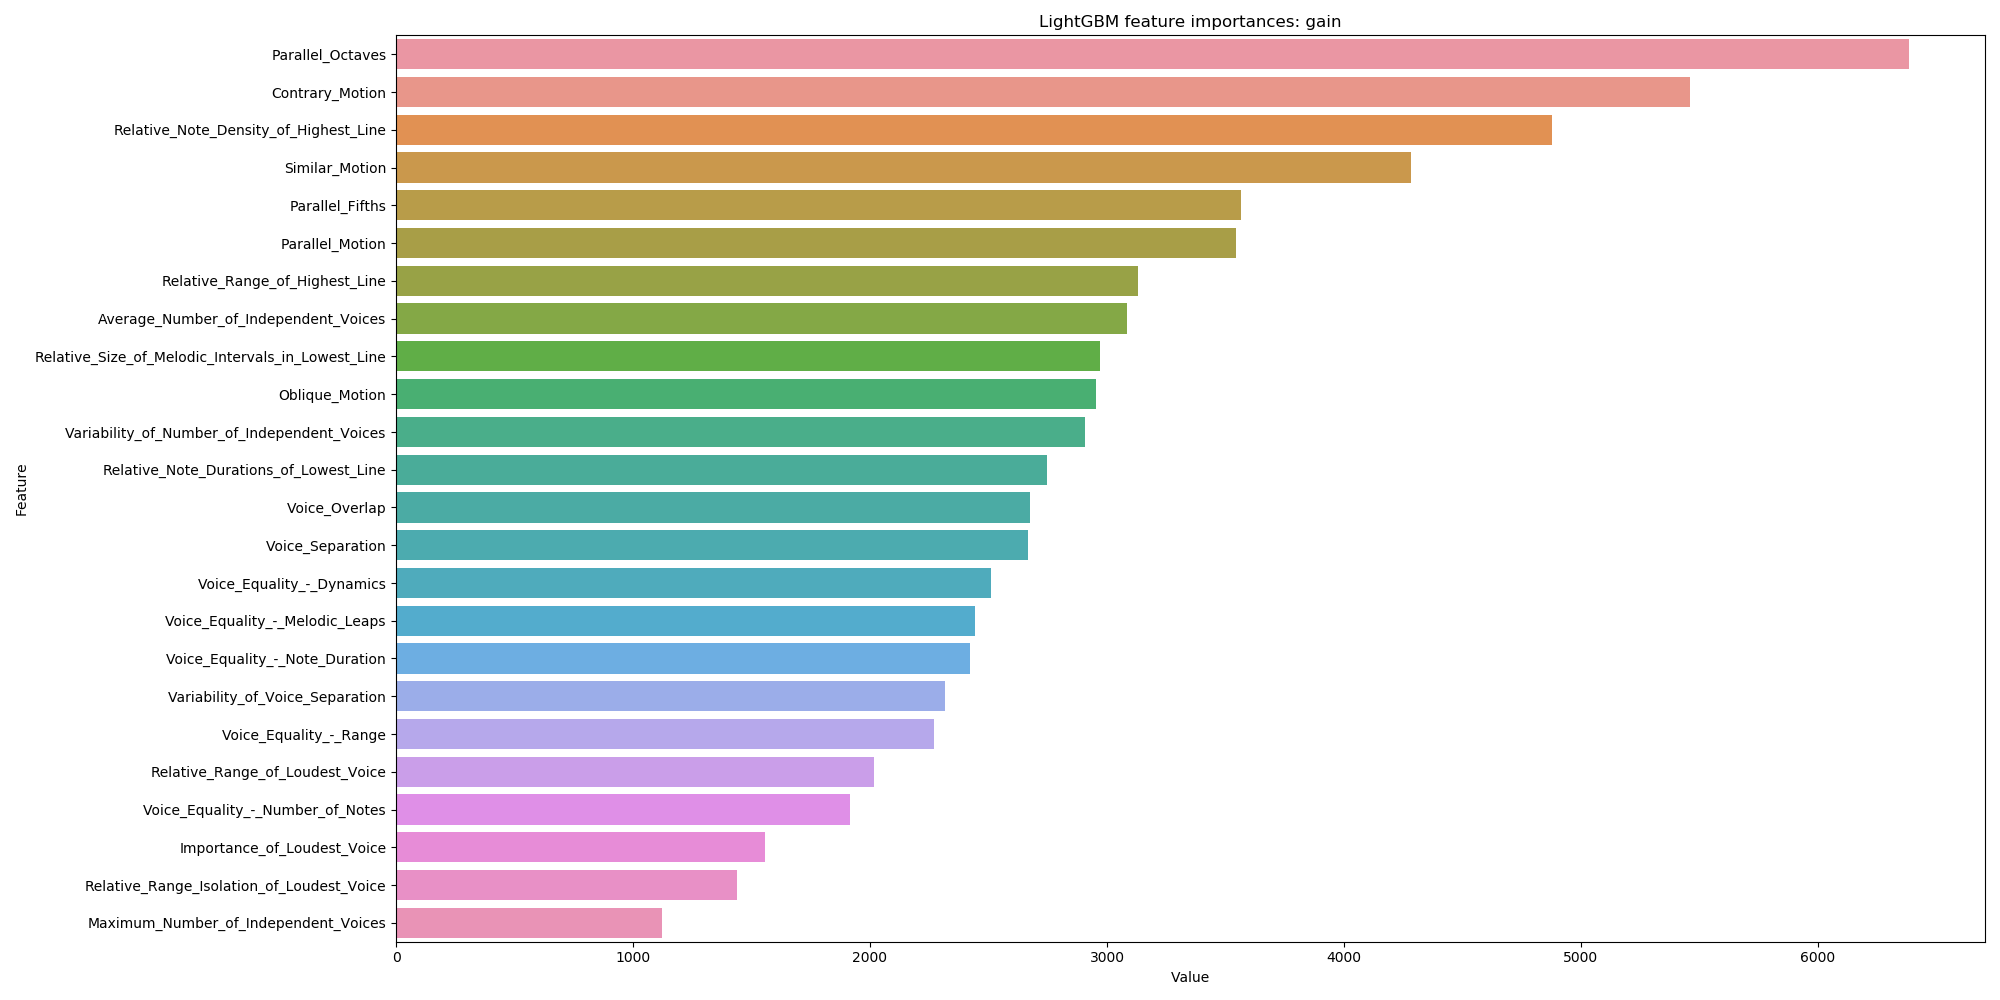 LightGBM feature importances: gain
Parallel_Octaves
Contrary_Motion
Relative_Note_Density_of_Highest_Line
Similar_Motion
Parallel_Fifths
Parallel_Motion
Relative_Range_of_Highest_Line
Average_Number_of_Independent_Voices
Relative_Size_of_Melodic_Intervals_in_Lowest_Line
Oblique_Motion
Variability_of_Number_of_Independent_Voices
Relative_Note_Durations_of_Lowest_Line
Voice_Overlap
Voice_Separation
Voice_Equality_-_Dynamics
Voice_Equality_-_Melodic_Leaps
Voice_Equality_-_Note_Duration
Variability_of_Voice_Separation
Voice_Equality_-_Range
Relative_Range_of_Loudest_Voice
Voice_Equality_-_Number_of_Notes
Importance_of_Loudest_Voice
Relative_Range_Isolation_of_Loudest_Voice
Maximum_Number_of_Independent_Voices
Feature
0 1000 2000 3000 4000 5000 6000
Value